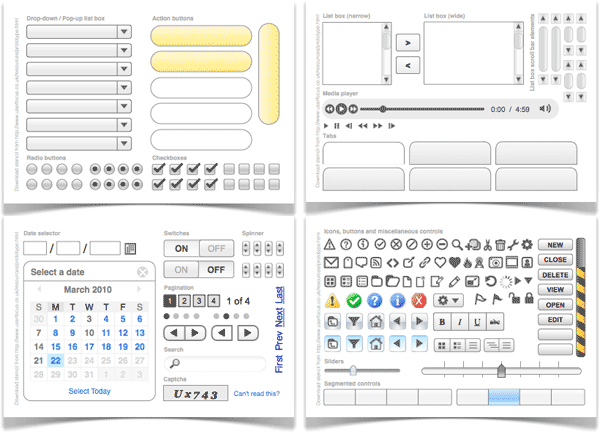 Drop-down / Pop-up list box
Action buttons
Radio buttons
Checkboxes
Download stencil from http://www.userfocus.co.uk/resources/prototype.html
List box (narrow)
List box (wide)
>
<
List box scroll bar elements
Media player
0:00 / 4:59
Tabs
Download stencil from http://www.userfocus.co.uk/resources/prototype.html
Date selector
/ /
Select a date
March 2010
S M T W T F S
30 1 2 3 4 5 6
7 8 9 10 11 12 13
14 15 16 17 18 19 20
21 22 23 24 25 26 27
28 29 30 31 1 2 3
Select Today
Switches
ON OFF
ON OFF
Spinner
Pagination
1 2 3 4 1 of 4
First Prev Next Last
Search
Captcha
Ux743
Can't read this?
Download stencil from http://www.userfocus.co.uk/resources/prototype.html
Icons, buttons and miscellaneous controls
NEW
CLOSE
DELETE
VIEW
OPEN
EDIT
B I U abc
Sliders
Segmented controls
Download stencil from http://www.userfocus.co.uk/resources/prototype.html